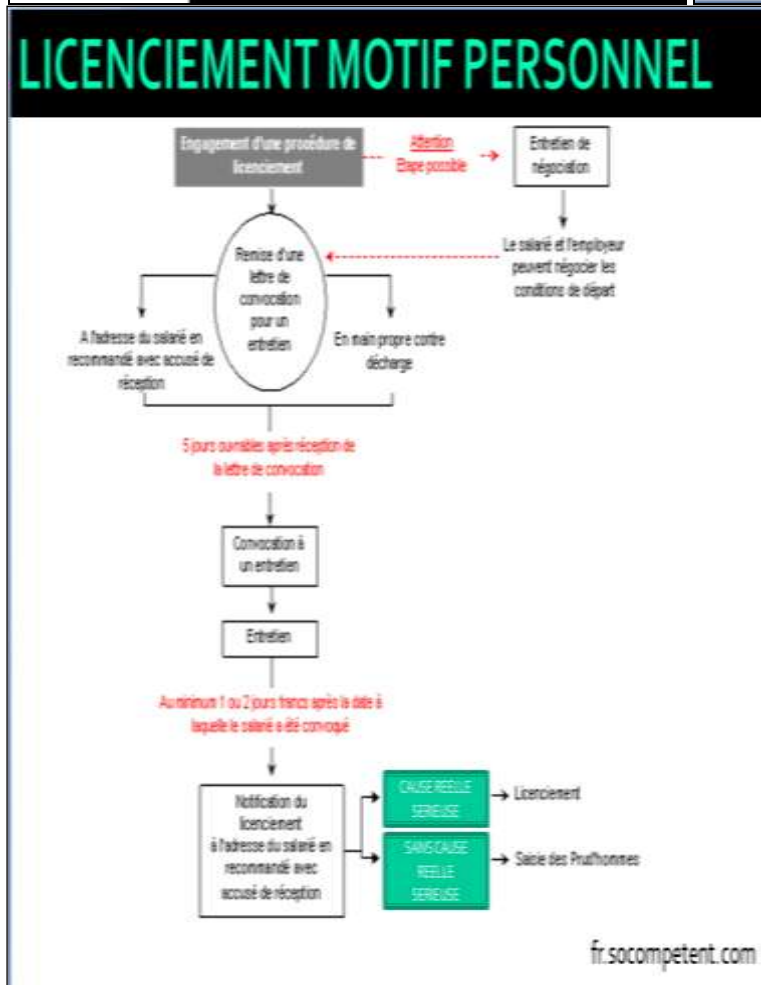 LICENCIEMENT MOTIF PERSONNEL
Engagement d'une procédure de
licenciement
Attention
Etape possible
Entretien de
négociation
Le salarié et l'employeur
peuvent négocier les
conditions de départ
Remise d'une
lettre de
convocation
pour un
entretien
A l'adresse du salarié en
recommandé avec accusé de
réception
En main propre contre
décharge
5 jours ouvrables après réception de
la lettre de convocation
Convocation à
un entretien
Entretien
Au minimum 1 ou 2 jours francs après la date à
laquelle le salarié a été convoqué
Notification du
licenciement
à l'adresse du salarié en
recommandé avec
accusé de réception
CAUSE REELLE
SERIEUSE
Licenciement
SANS CAUSE
REELLE
SERIEUSE
Saisie des Prud'hommes
fr.socompetent.com